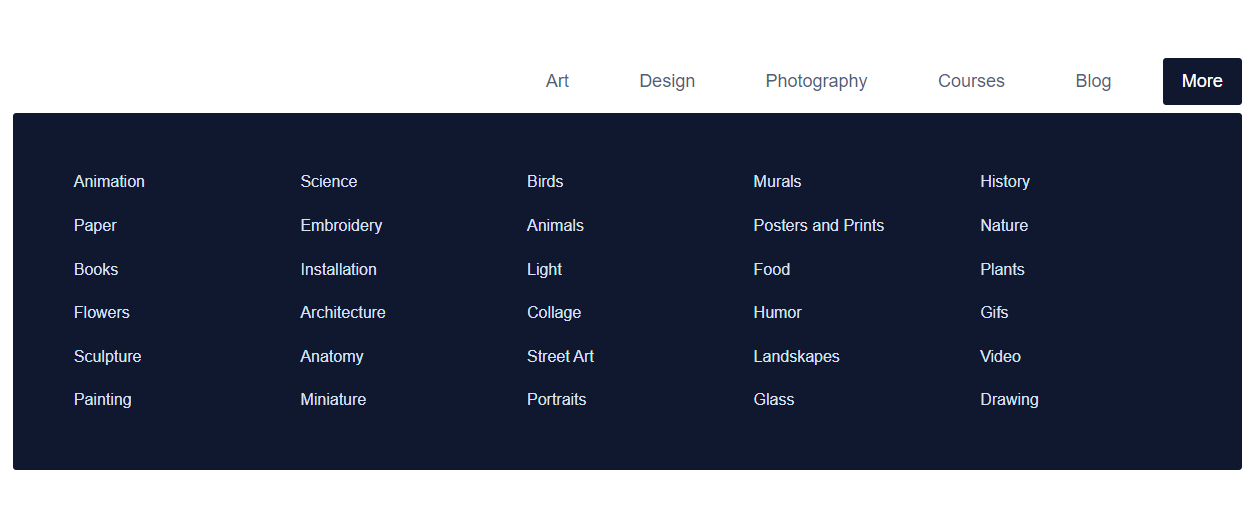 Art Design Photography Courses Blog More
Animation Science Birds Murals History
Paper Embroidery Animals Posters and Prints Nature
Books Installation Light Food Plants
Flowers Architecture Collage Humor Gifs
Sculpture Anatomy Street Art Landscapes Video
Painting Miniature Portraits Glass Drawing